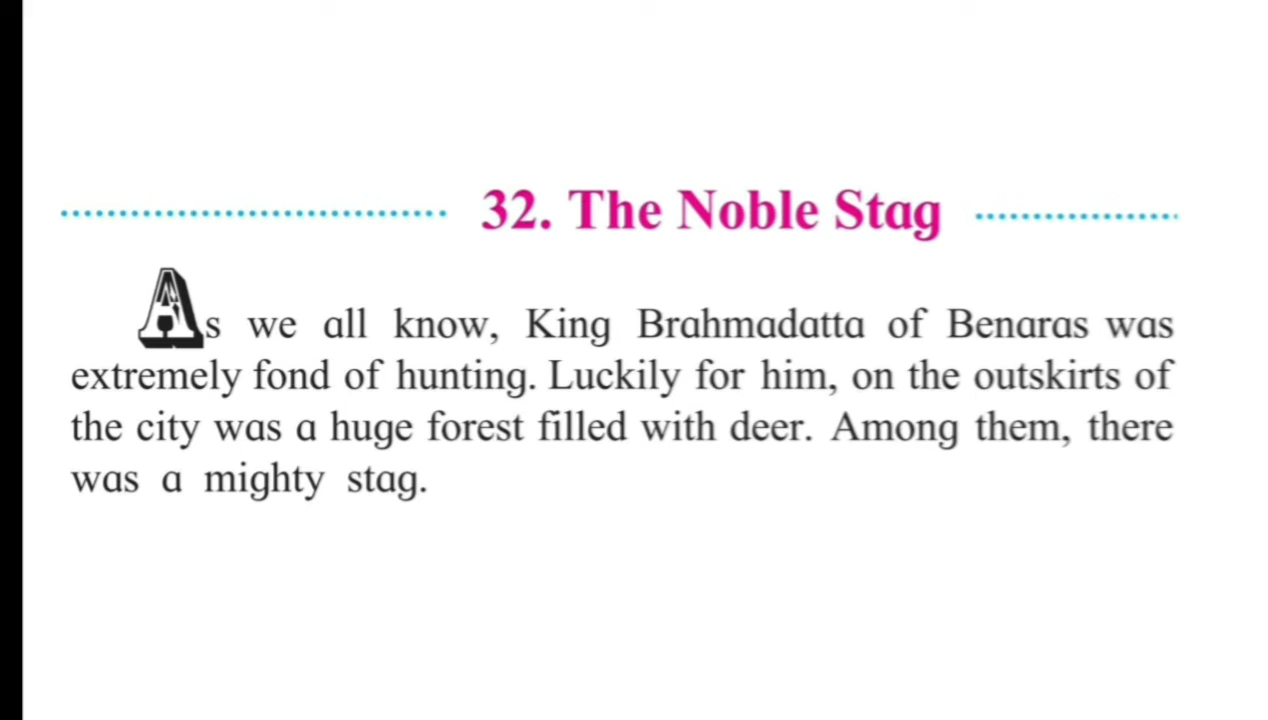 32. The Noble Stag
As we all know, King Brahmadatta of Benaras was
extremely fond of hunting. Luckily for him, on the outskirts of
the city was a huge forest filled with deer. Among them, there
was a mighty stag.